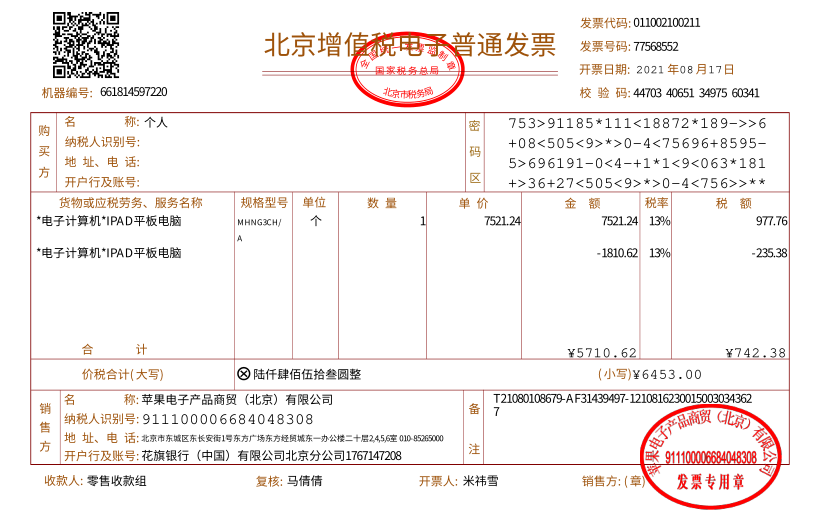 北京增值税电子普通发票
全国统一发票监制章
国家税务总局
北京市税务局
发票代码: 011002100211
发票号码: 77568552
开票日期: 2021 年08 月17日
机器编号: 661814597220
校 验 码: 44703 40651 34975 60341
购买方
名 称: 个人
纳税人识别号:
地 址、电 话:
开户行及账号:
密码区
753>91185*111<18872*189->>6
+08<505<9>*>0-4<75696+8595-
5>696191-0<4-+1*1<9<063*181
+>36+27<505<9>*>0-4<756>>**
货物或应税劳务、服务名称 规格型号 单位 数 量 单 价 金 额 税率 税 额
*电子计算机*IPAD平板电脑 MHNG3CH/A 个 1 7521.24 7521.24 13% 977.76
*电子计算机*IPAD平板电脑 -1810.62 13% -235.38
合 计 ¥5710.62 ¥742.38
价税合计(大写) ⊗陆仟肆佰伍拾叁圆整 (小写)¥6453.00
销售方
名 称: 苹果电子产品商贸（北京）有限公司
纳税人识别号: 911100006684048308
地 址、电 话: 北京市东城区东长安街1号东方广场东方经贸城东一办公楼二十层2,4,5,6室 010-85265000
开户行及账号: 花旗银行（中国）有限公司北京分公司1767147208
备注
T21080108679-AF31439497-1210816230015003034362
7
收款人: 零售收款组 复核: 马倩倩 开票人: 米祎雪 销售方: (章)
苹果电子产品商贸（北京）有限公司
911100006684048308
发票专用章